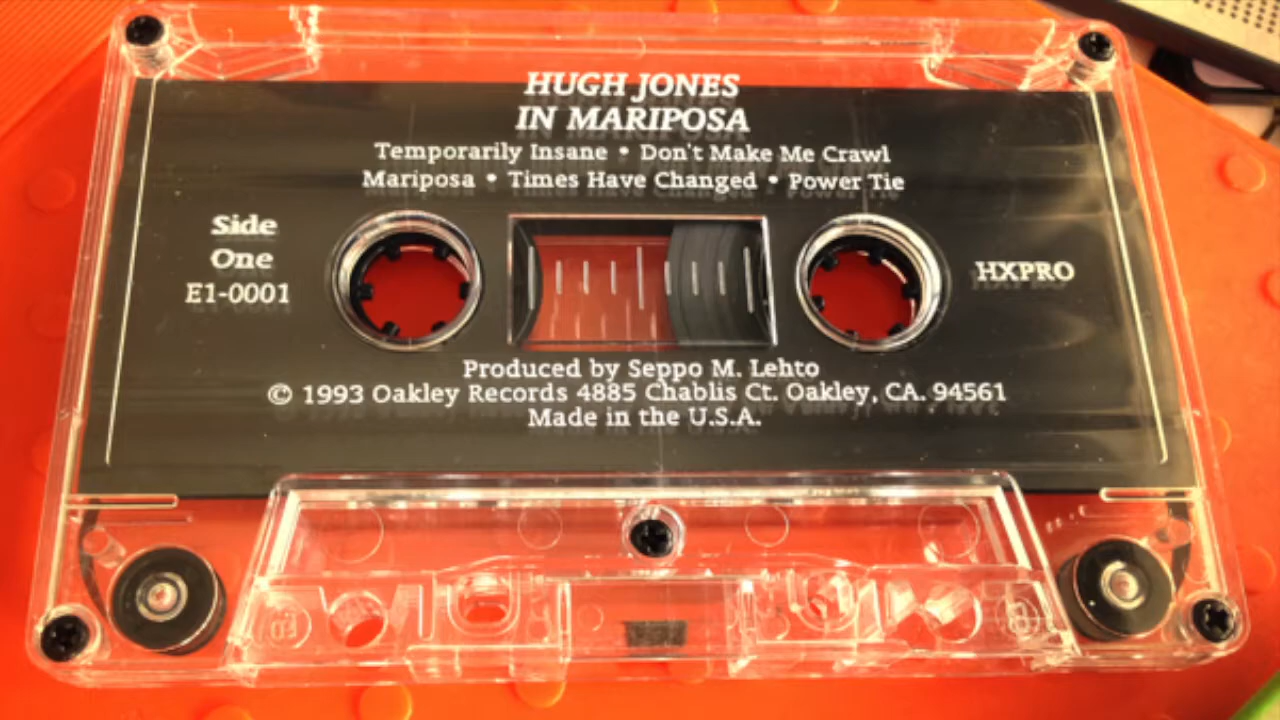 HUGH JONES
IN MARIPOSA
Temporarily Insane • Don't Make Me Crawl
Mariposa • Times Have Changed • Power Tie
Side
One
E1-0001
HXPRO
Produced by Seppo M. Lehto
© 1993 Oakley Records 4885 Chablis Ct. Oakley, CA. 94561
Made in the U.S.A.